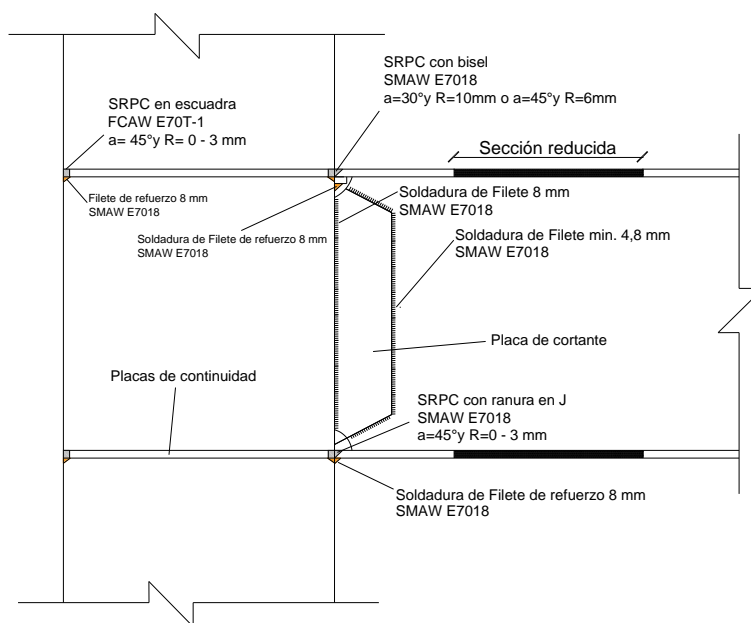 SRPC con bisel
SMAW E7018
a=30°y R=10mm o a=45°y R=6mm
SRPC en escuadra
FCAW E70T-1
a= 45°y R= 0 - 3 mm
Sección reducida
Filete de refuerzo 8 mm
SMAW E7018
Soldadura de Filete 8 mm
SMAW E7018
Soldadura de Filete de refuerzo 8 mm
SMAW E7018
Soldadura de Filete min. 4,8 mm
SMAW E7018
Placa de cortante
Placas de continuidad
SRPC con ranura en J
SMAW E7018
a=45°y R=0 - 3 mm
Soldadura de Filete de refuerzo 8 mm
SMAW E7018